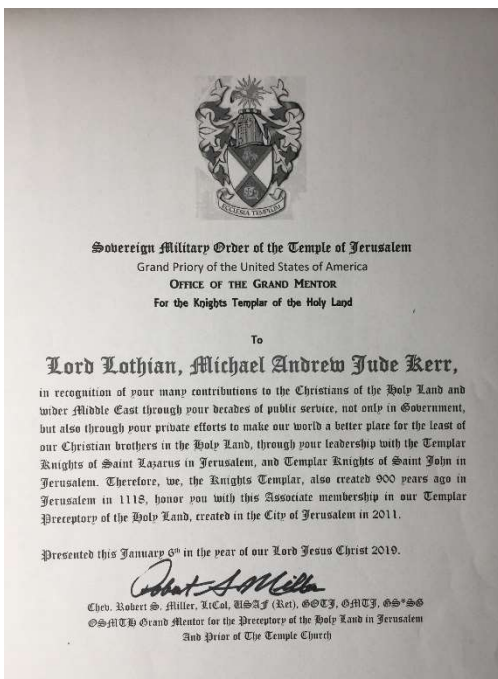 ECCLESIA TEMPLUM
Sovereign Military Order of the Temple of Jerusalem
Grand Priory of the United States of America
OFFICE OF THE GRAND MENTOR
For the Knights Templar of the Holy Land
To
Lord Lothian, Michael Andrew Jude Kerr,
in recognition of your many contributions to the Christians of the Holy Land and
wider Middle East through your decades of public service, not only in Government,
but also through your private efforts to make our world a better place for the least of
our Christian brothers in the Holy Land, through your leadership with the Templar
Knights of Saint Lazarus in Jerusalem, and Templar Knights of Saint John in
Jerusalem. Therefore, we, the Knights Templar, also created 900 years ago in
Jerusalem in 1118, honor you with this Associate membership in our Templar
Preceptory of the Holy Land, created in the City of Jerusalem in 2011.
Presented this January 6th in the year of our Lord Jesus Christ 2019.
Robert S Miller
Chev. Robert S. Miller, LtCol, USAF (Ret), GOTJ, GMTJ, GS*SG
OSMTH Grand Mentor for the Preceptory of the Holy Land in Jerusalem
And Prior of The Temple Church